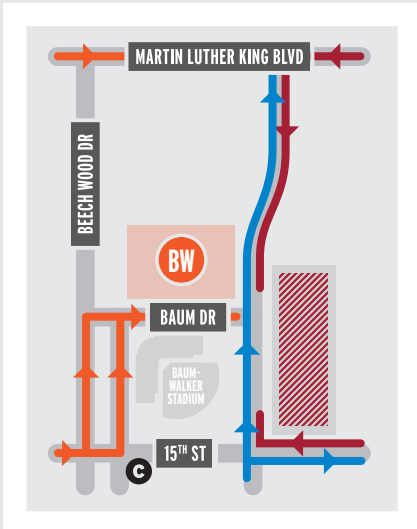 MARTIN LUTHER KING BLVD
BEECH WOOD DR
BW
BAUM DR
BAUM-
WALKER
STADIUM
15TH ST
C